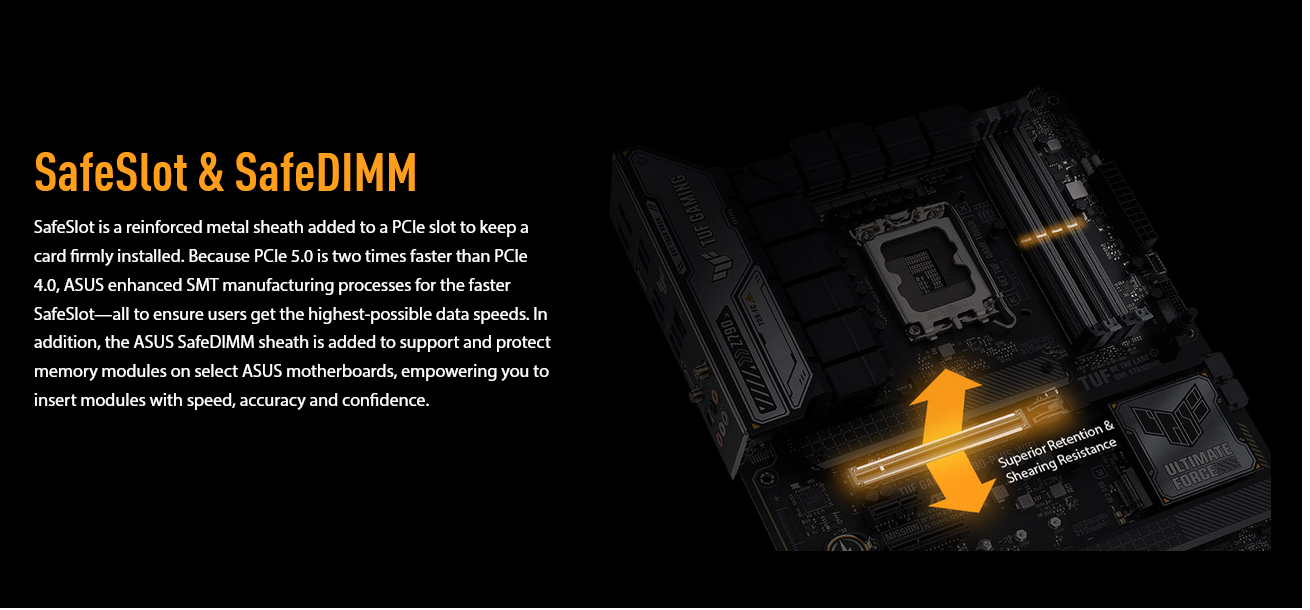 SafeSlot & SafeDIMM
SafeSlot is a reinforced metal sheath added to a PCIe slot to keep a
card firmly installed. Because PCIe 5.0 is two times faster than PCIe
4.0, ASUS enhanced SMT manufacturing processes for the faster
SafeSlot—all to ensure users get the highest-possible data speeds. In
addition, the ASUS SafeDIMM sheath is added to support and protect
memory modules on select ASUS motherboards, empowering you to
insert modules with speed, accuracy and confidence.
TUF GAMING
Z790
TUF
Superior Retention &
Shearing Resistance
ULTIMATE
FORCE
TUF GA
MISSION